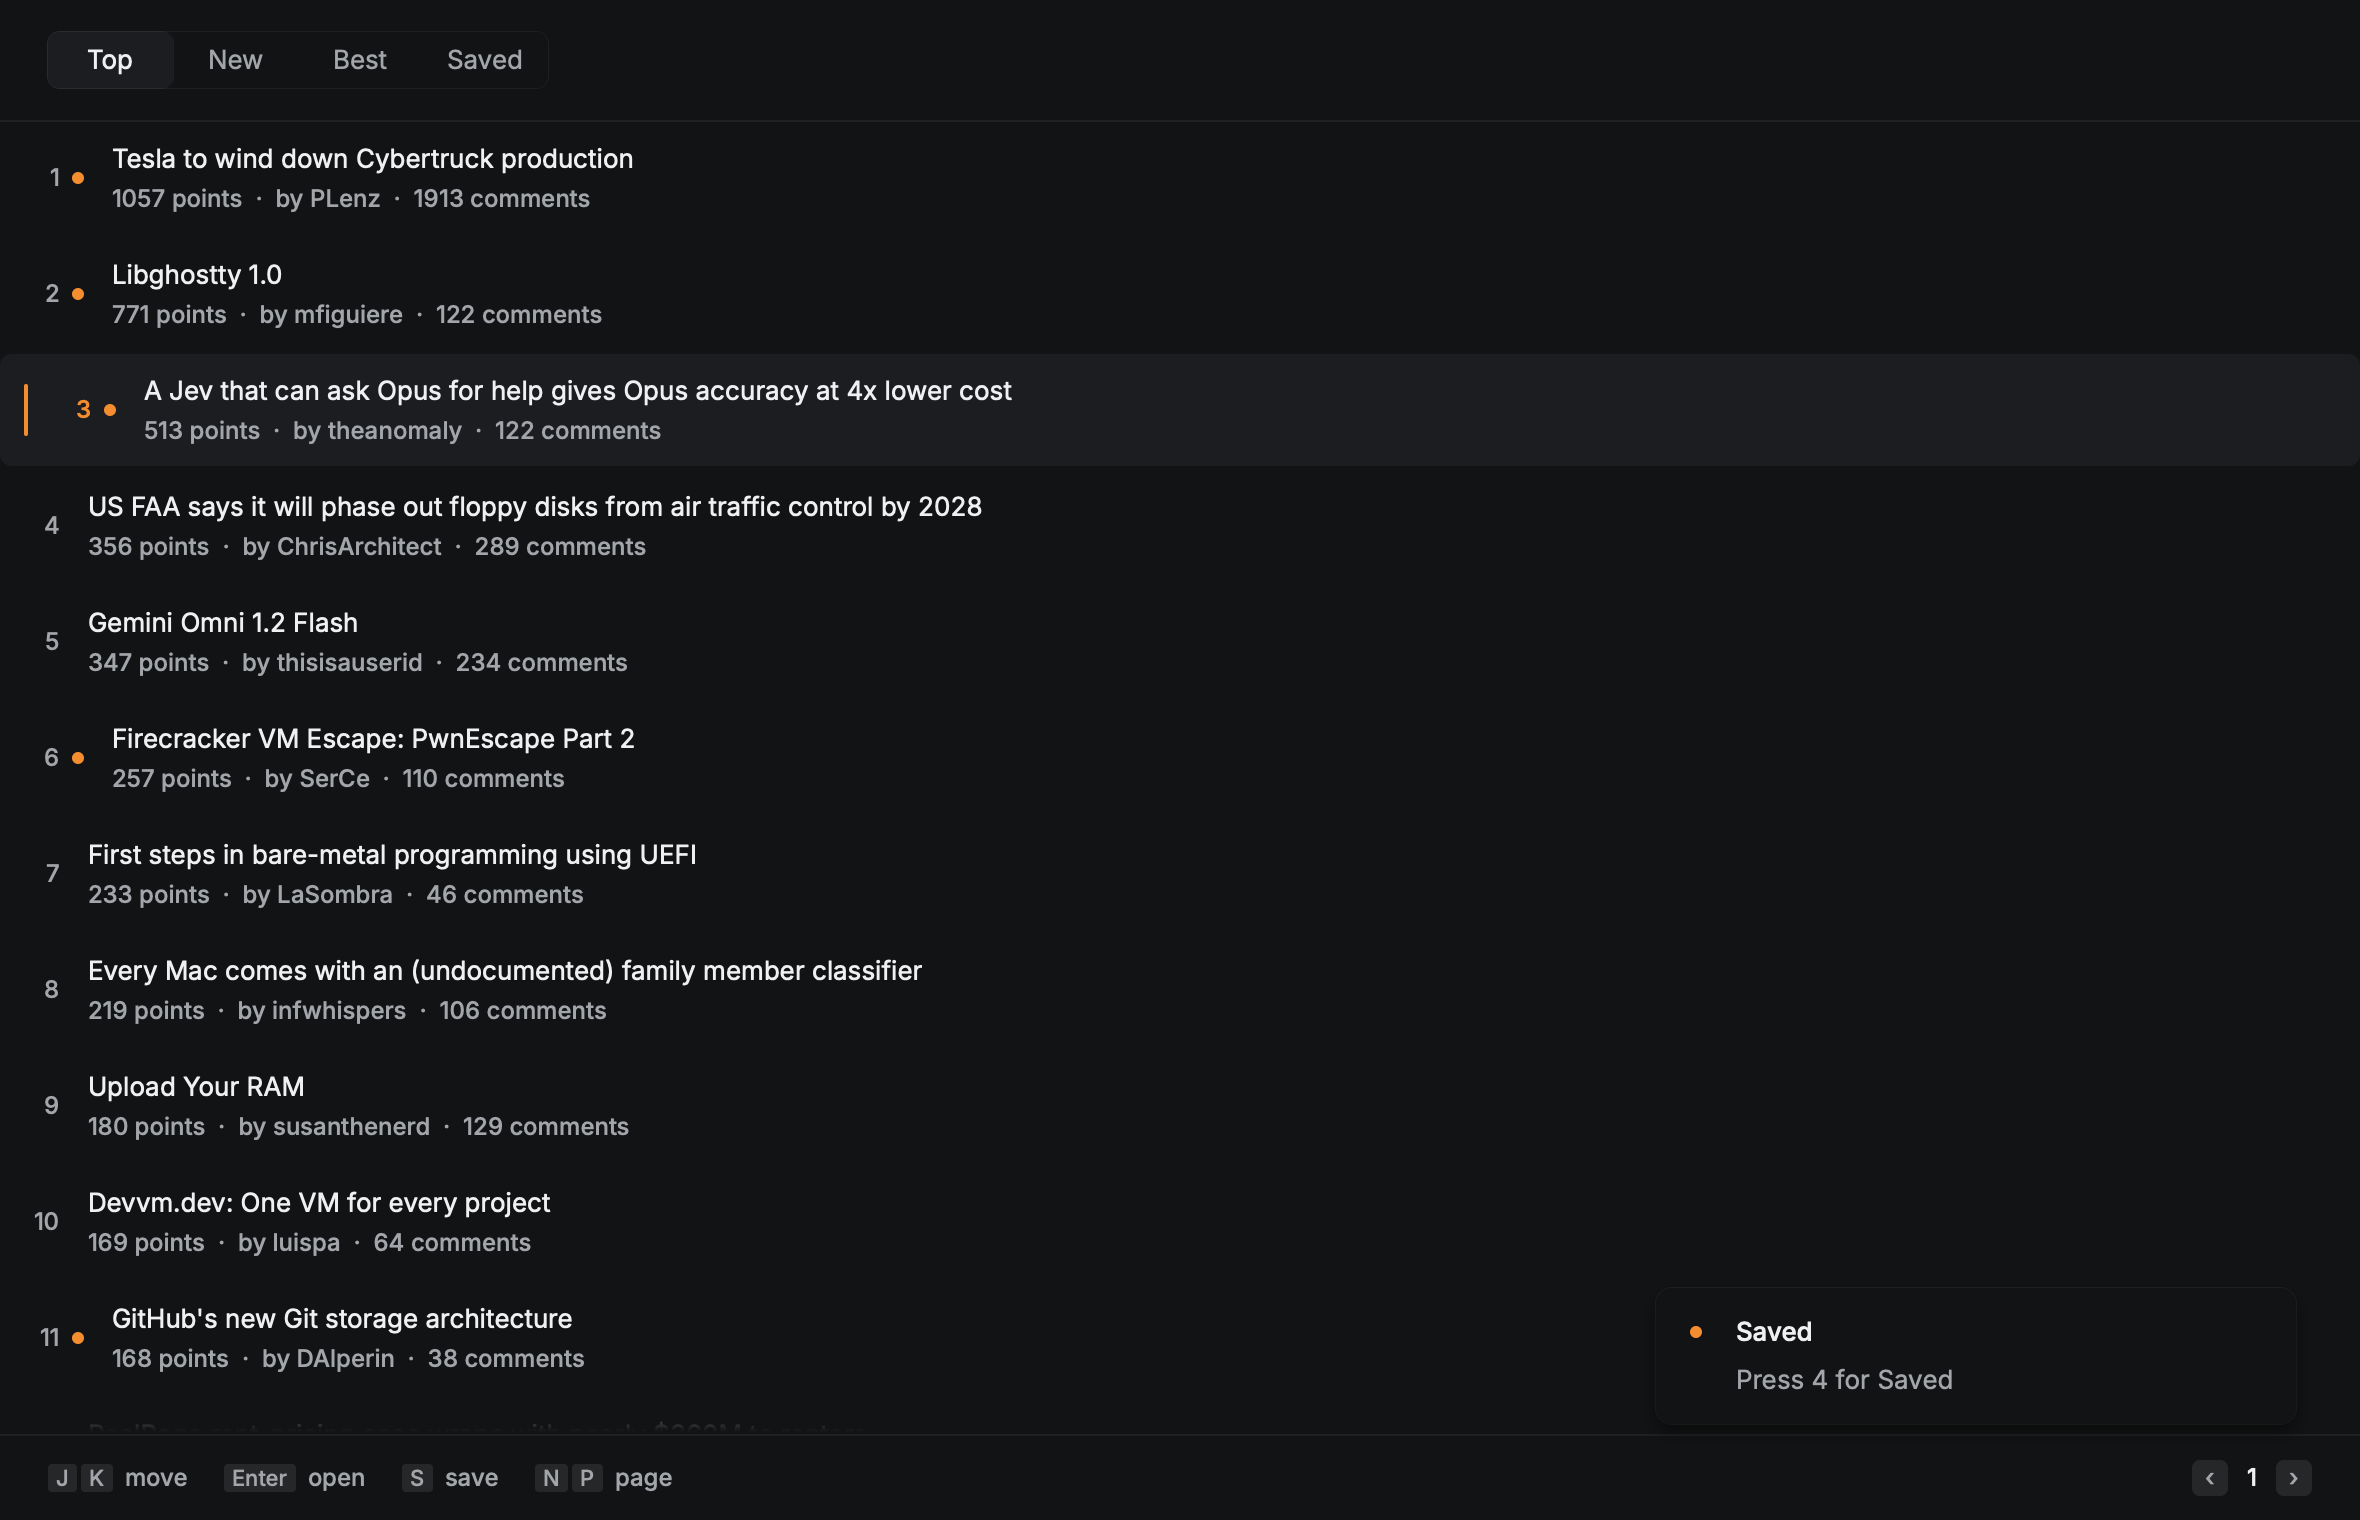 Top New Best Saved
1 Tesla to wind down Cybertruck production
1057 points · by PLenz · 1913 comments
2 Libghostty 1.0
771 points · by mfiguiere · 122 comments
3 A Jev that can ask Opus for help gives Opus accuracy at 4x lower cost
513 points · by theanomaly · 122 comments
4 US FAA says it will phase out floppy disks from air traffic control by 2028
356 points · by ChrisArchitect · 289 comments
5 Gemini Omni 1.2 Flash
347 points · by thisisauserid · 234 comments
6 Firecracker VM Escape: PwnEscape Part 2
257 points · by SerCe · 110 comments
7 First steps in bare-metal programming using UEFI
233 points · by LaSombra · 46 comments
8 Every Mac comes with an (undocumented) family member classifier
219 points · by infwhispers · 106 comments
9 Upload Your RAM
180 points · by susanthenerd · 129 comments
10 Devvm.dev: One VM for every project
169 points · by luispa · 64 comments
11 GitHub's new Git storage architecture
168 points · by DAlperin · 38 comments
Saved
Press 4 for Saved
J K move Enter open S save N P page ‹ 1 ›